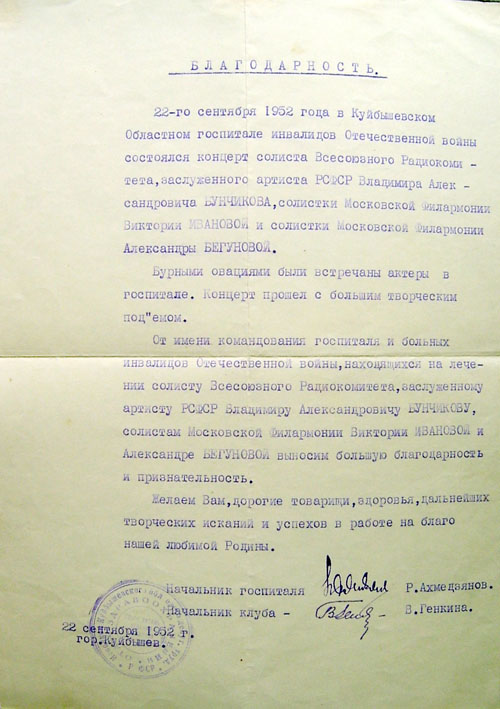 БЛАГОДАРНОСТЬ.
22-го сентября 1952 года в Куйбышевском
Областном госпитале инвалидов Отечественной войны
состоялся концерт солиста Всесоюзного Радиокоми -
тета,заслуженного артиста РСФСР Владимира Алек -
сандровича БУНЧИКОВА,солистки Московской Филармонии
Виктории ИВАНОВОЙ и солистки Московской Филармонии
Александры БЕГУНОВОЙ.
Бурными овациями были встречаны актеры в
госпитале. Концерт прошел с большим творческим
под"емом.
От имени командования госпиталя и больных
инвалидов Отечественной войны,находящихся на лече-
нии солисту Всесоюзного Радиокомитета,заслуженному
артисту РСФСР Владимиру Александровичу БУНЧИКОВУ,
солистам Московской Филармонии Виктории ИВАНОВОЙ и
Александре БЕГУНОВОЙ выносим большую благодарность
и признательность.
Желаем Вам,дорогие товарищи,здоровья,дальнейших
творческих исканий и успехов в работе на благо
нашей любимой Родины.
Начальник госпиталя Р.Ахмедзянов.
Начальник клуба - В.Генкина.
22 сентября 1952 г.
гор.Куйбышев.